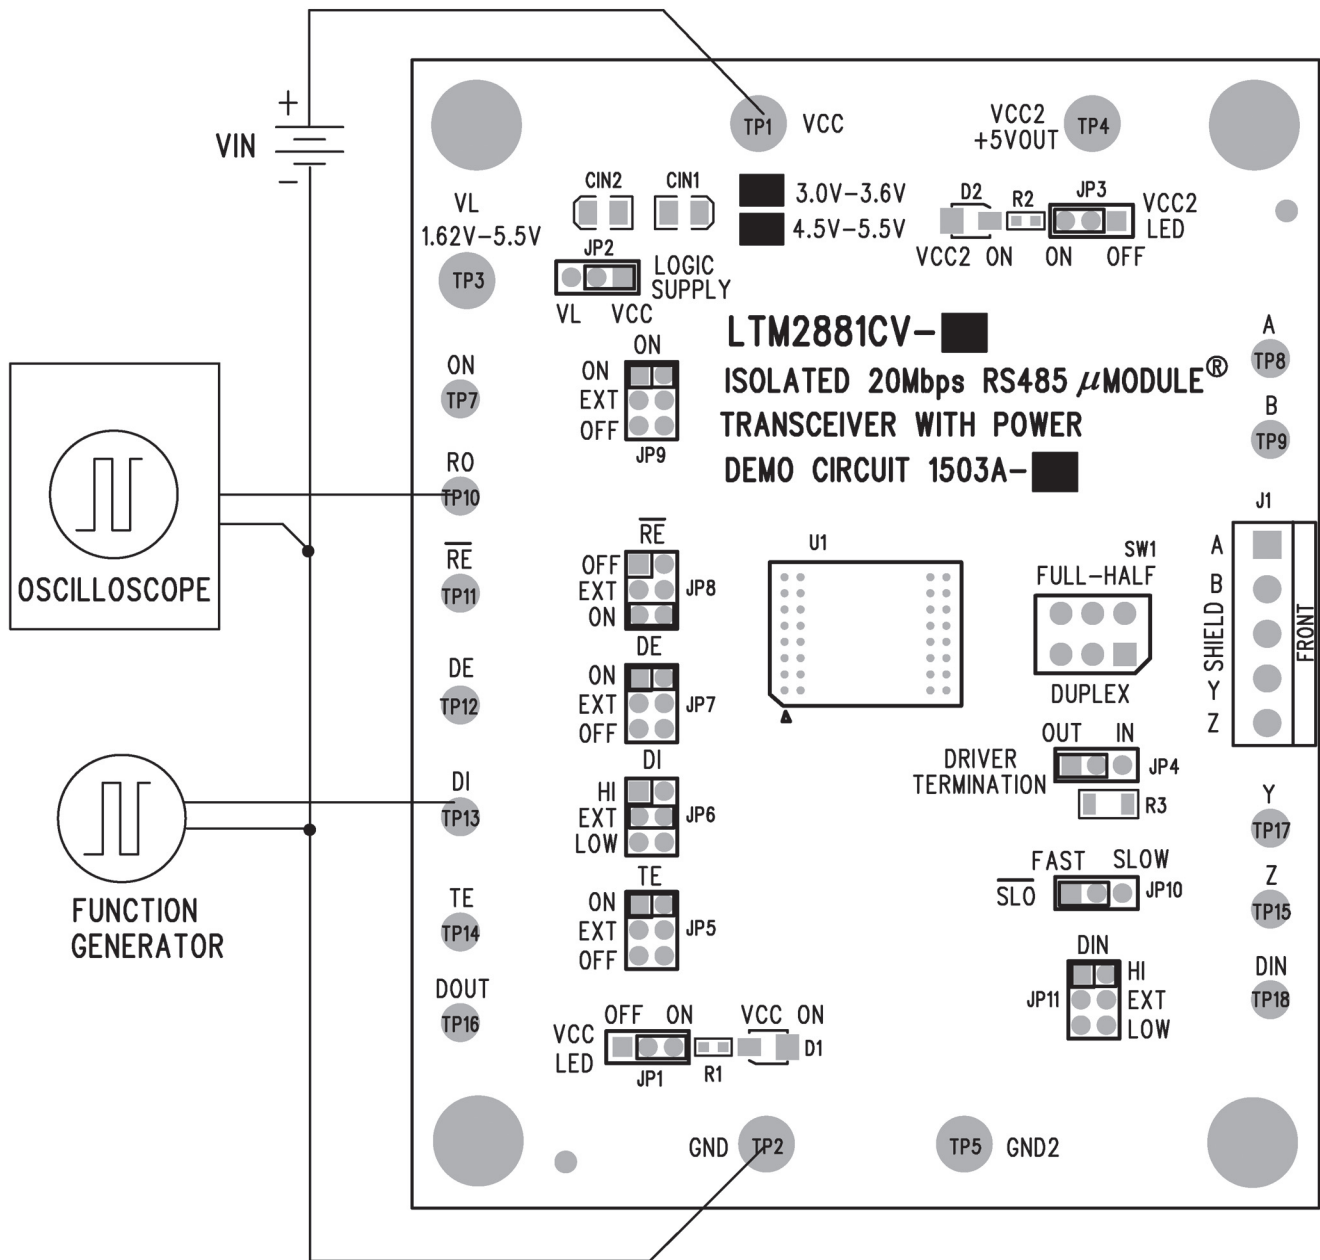 +
VIN
−
TP1 VCC
VCC2
+5VOUT
TP4
CIN2 CIN1
3.0V–3.6V
4.5V–5.5V
D2 R2 JP3
VCC2
LED
VCC2 ON ON OFF
VL
1.62V–5.5V
TP3
JP2
LOGIC
SUPPLY
VL VCC
LTM2881CV-
ISOLATED 20Mbps RS485 μMODULE®
TRANSCEIVER WITH POWER
DEMO CIRCUIT 1503A-
A
TP8
B
TP9
ON
TP7
ON
ON
EXT
OFF
JP9
RO
TP10
RE
TP11
OSCILLOSCOPE
RE
OFF
EXT
ON
JP8
U1
SW1
FULL-HALF
DUPLEX
J1
A
B
SHIELD
Y
Z
FRONT
DE
TP12
DE
ON
EXT
OFF
JP7
OUT IN
DRIVER
TERMINATION
JP4
R3
DI
TP13
DI
HI
EXT
LOW
JP6
Y
TP17
FAST SLOW
SLO
JP10
Z
TP15
FUNCTION
GENERATOR
TE
TP14
TE
ON
EXT
OFF
JP5
DIN
HI
EXT
LOW
JP11
DIN
TP18
DOUT
TP16
OFF ON
VCC
LED
JP1
R1
VCC ON
D1
GND TP2
TP5 GND2